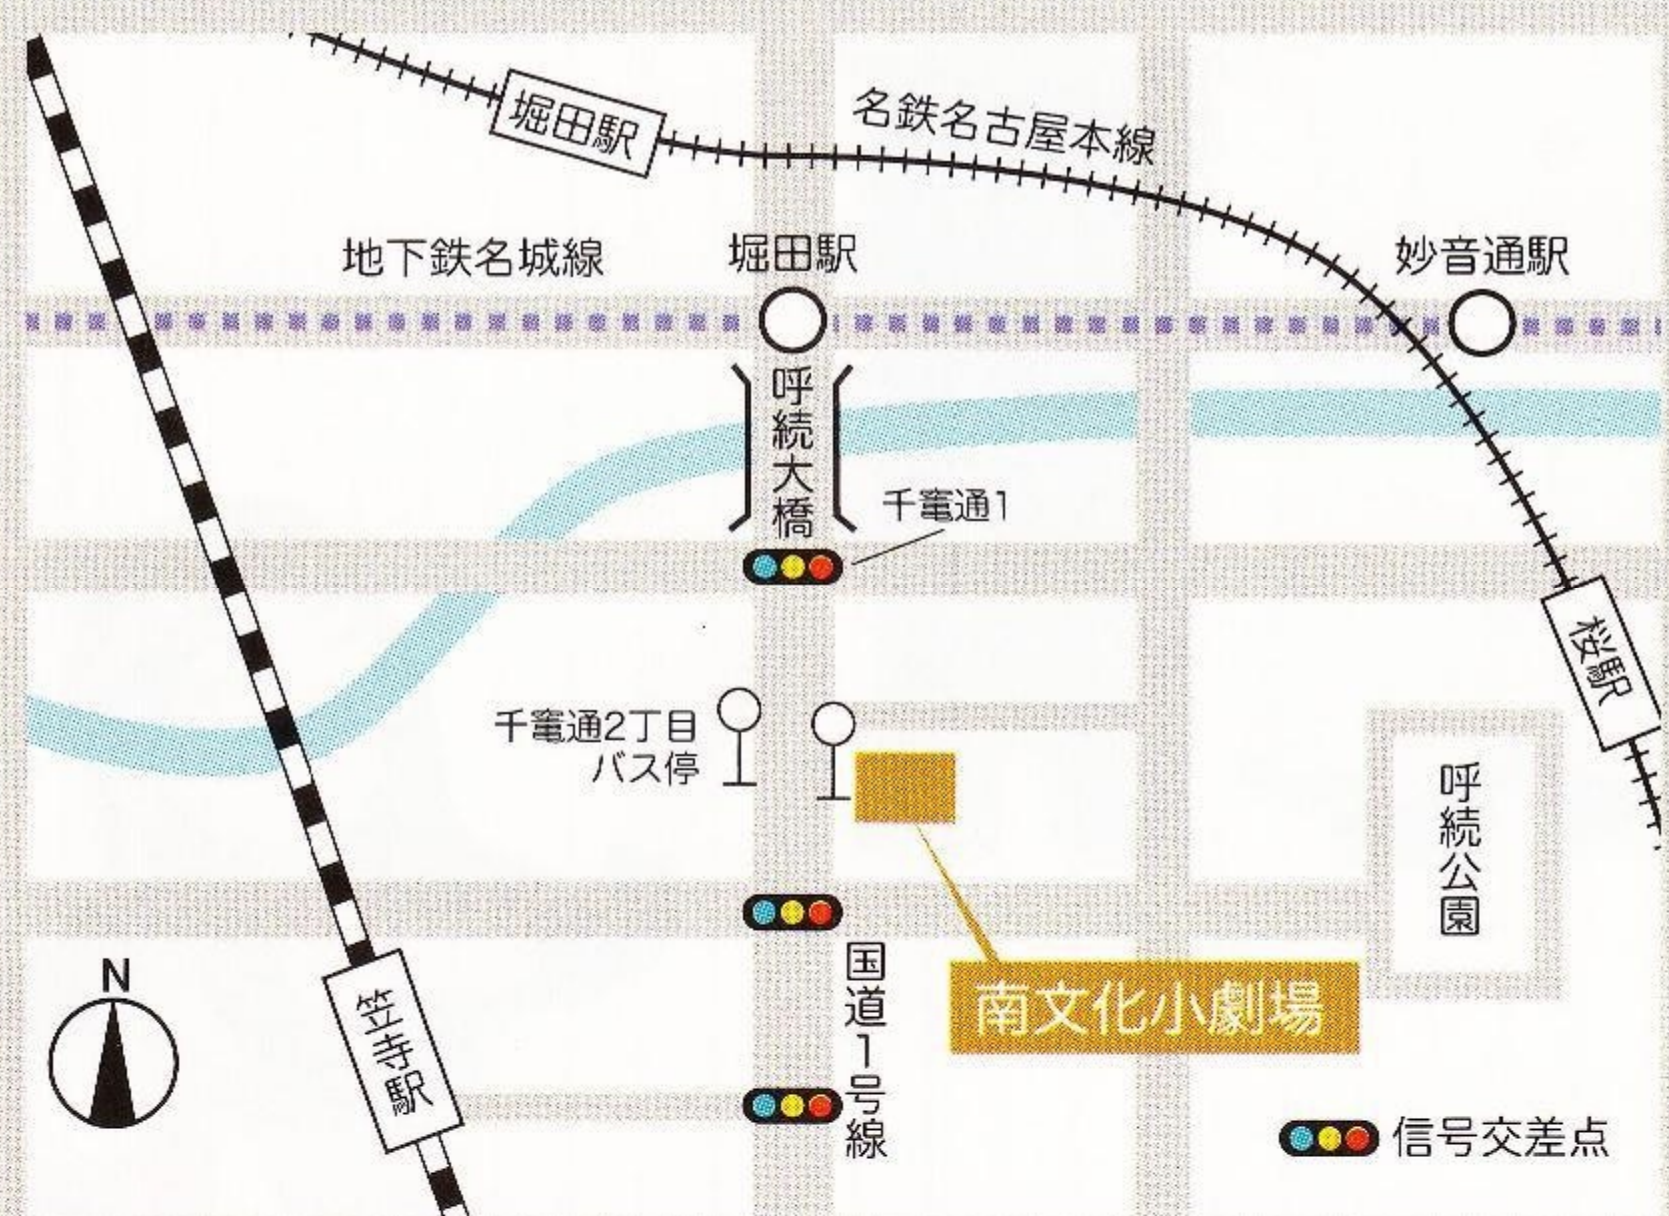 堀田駅
名鉄名古屋本線
地下鉄名城線
堀田駅
妙音通駅
呼続大橋
千竈通1
桜駅
千竈通2丁目
バス停
呼続公園
国道1号線
南文化小劇場
N
笠寺駅
信号交差点